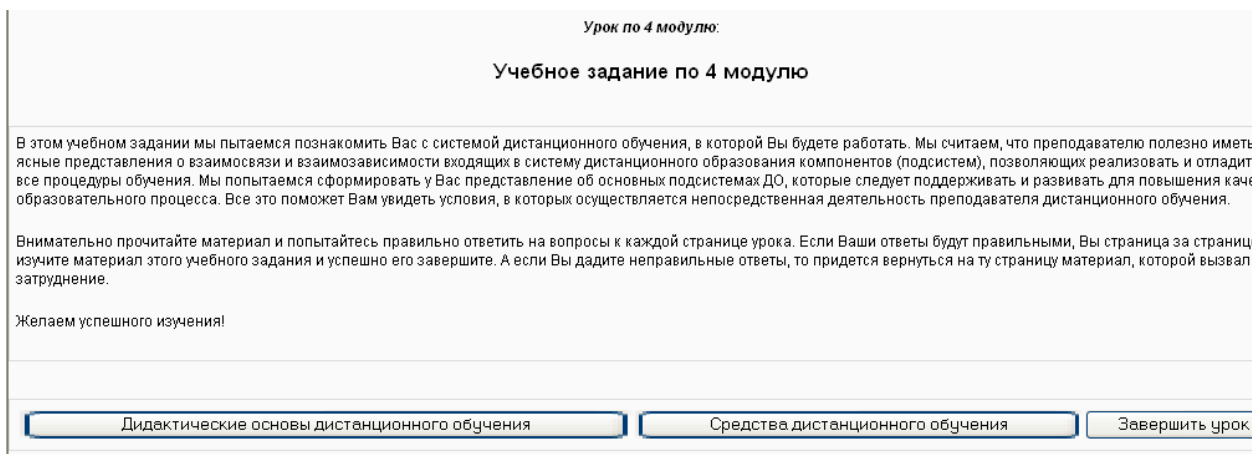 Урок по 4 модулю:
Учебное задание по 4 модулю
В этом учебном задании мы пытаемся познакомить Вас с системой дистанционного обучения, в которой Вы будете работать. Мы считаем, что преподавателю полезно иметь
ясные представления о взаимосвязи и взаимозависимости входящих в систему дистанционного образования компонентов (подсистем), позволяющих реализовать и отладит
все процедуры обучения. Мы попытаемся сформировать у Вас представление об основных подсистемах ДО, которые следует поддерживать и развивать для повышения каче
образовательного процесса. Все это поможет Вам увидеть условия, в которых осуществляется непосредственная деятельность преподавателя дистанционного обучения.
Внимательно прочитайте материал и попытайтесь правильно ответить на вопросы к каждой странице урока. Если Ваши ответы будут правильными, Вы страница за страниц
изучите материал этого учебного задания и успешно его завершите. А если Вы дадите неправильные ответы, то придется вернуться на ту страницу материал, которой вызвал
затруднение.
Желаем успешного изучения!
Дидактические основы дистанционного обучения Средства дистанционного обучения Завершить урок